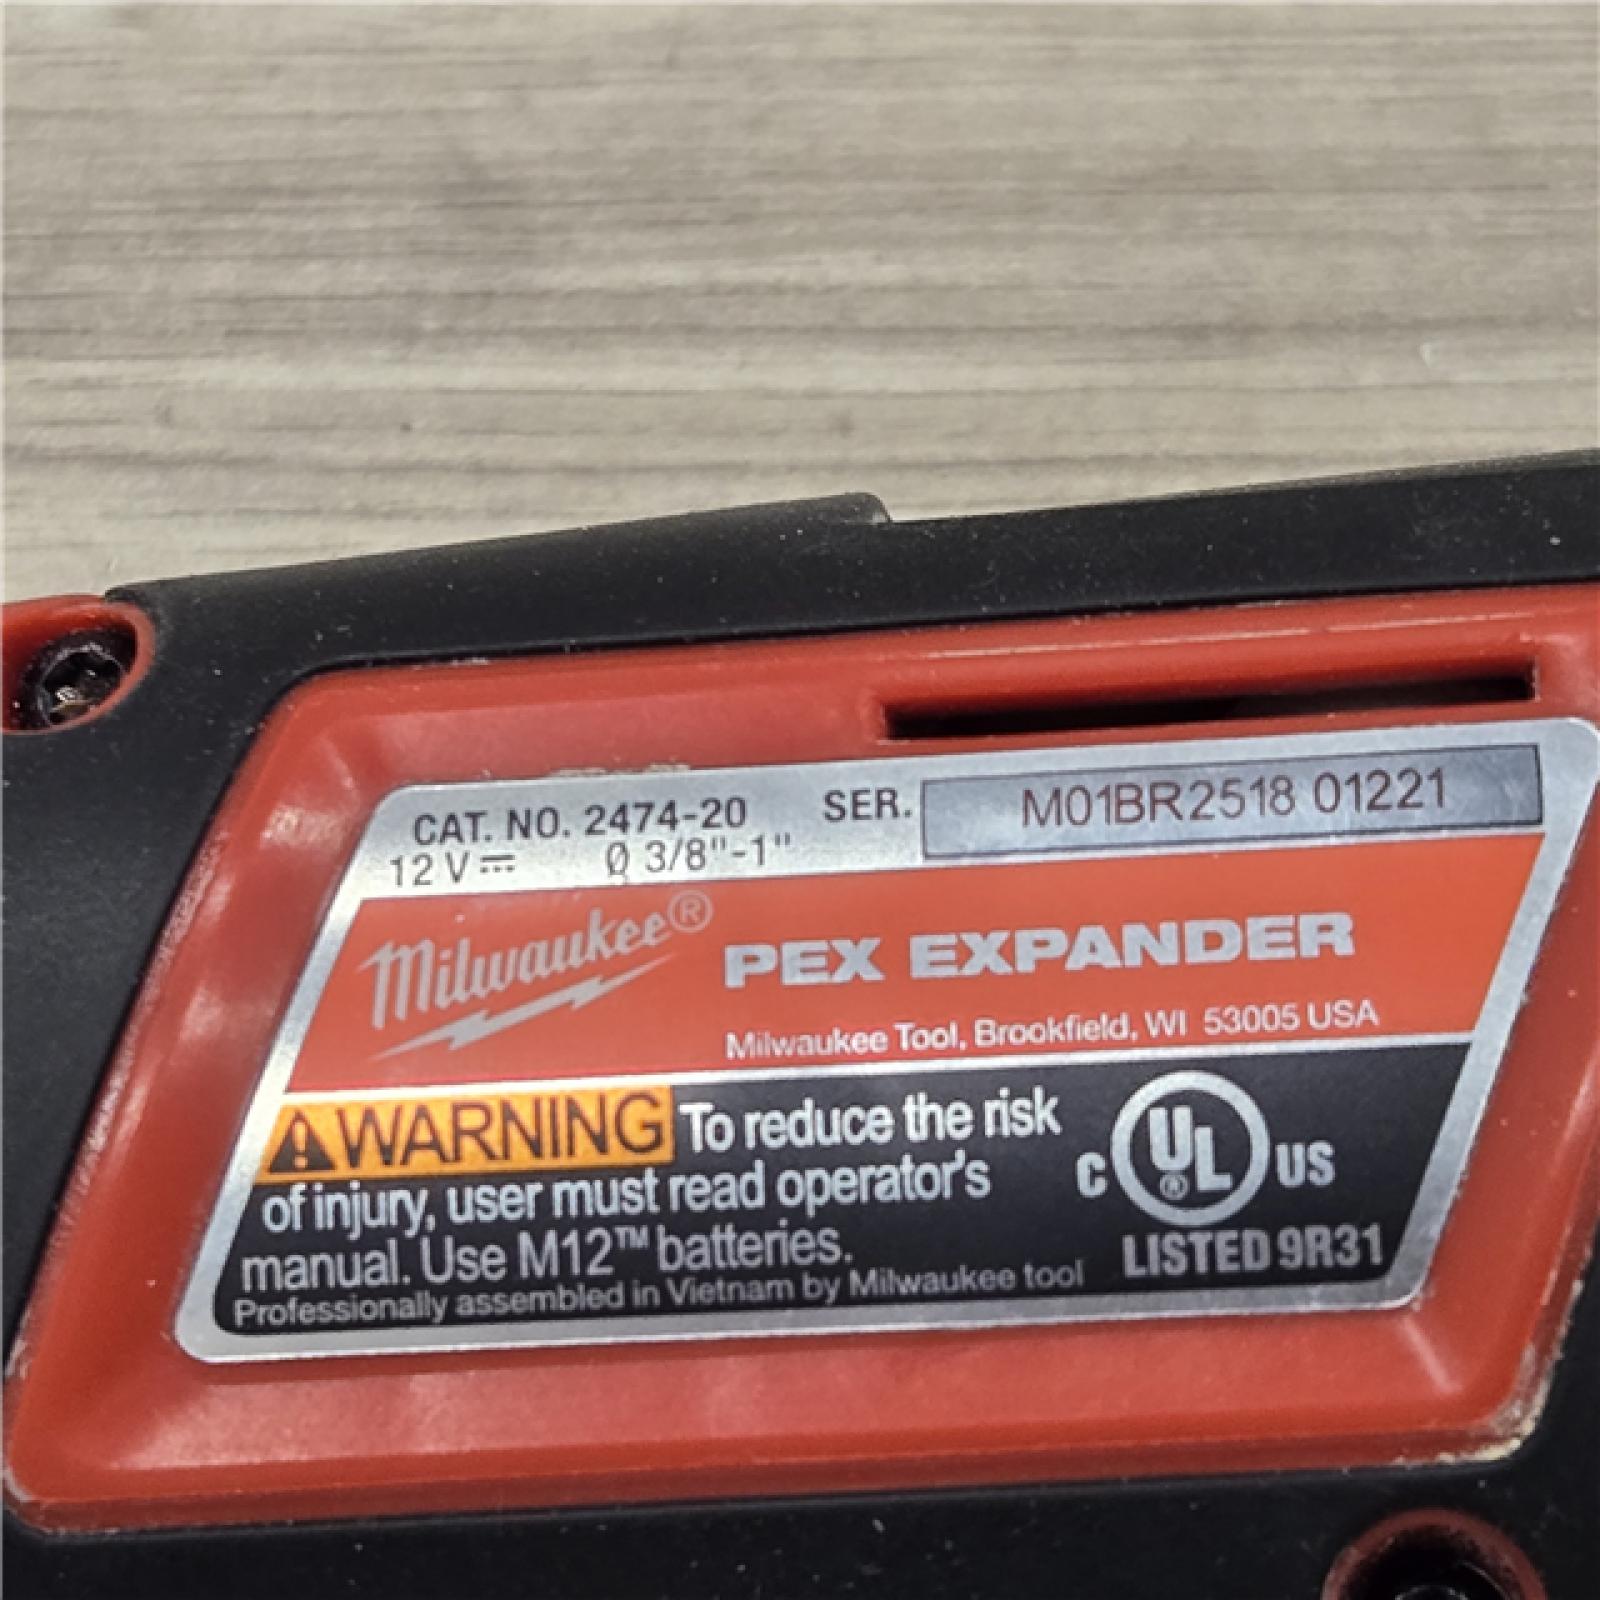 CAT. NO. 2474-20 SER. M01BR2518 01221
12 V⎓ Ø 3/8"-1"
Milwaukee® PEX EXPANDER
Milwaukee Tool, Brookfield, WI 53005 USA
⚠WARNING To reduce the risk
of injury, user must read operator's
manual. Use M12™ batteries.
Professionally assembled in Vietnam by Milwaukee tool
C UL® US
LISTED 9R31